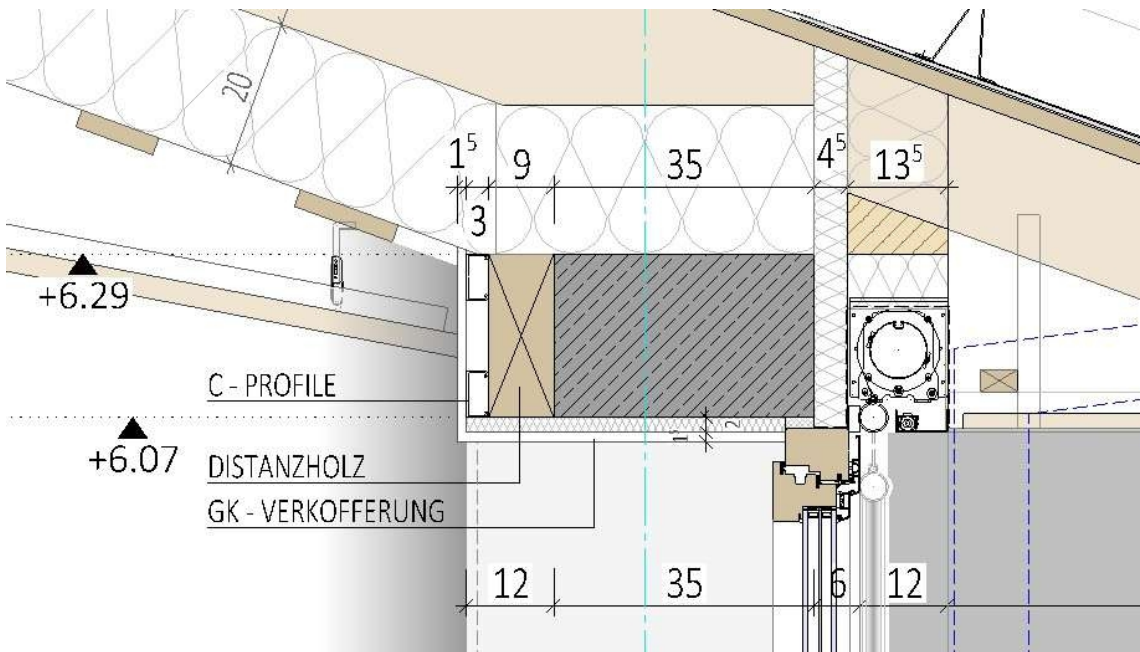 20
1⁵ 9 35 4⁵ 13⁵
3
+6.29
C - PROFILE
2
1⁵
+6.07
DISTANZHOLZ
GK - VERKOFFERUNG
12 35 6 12